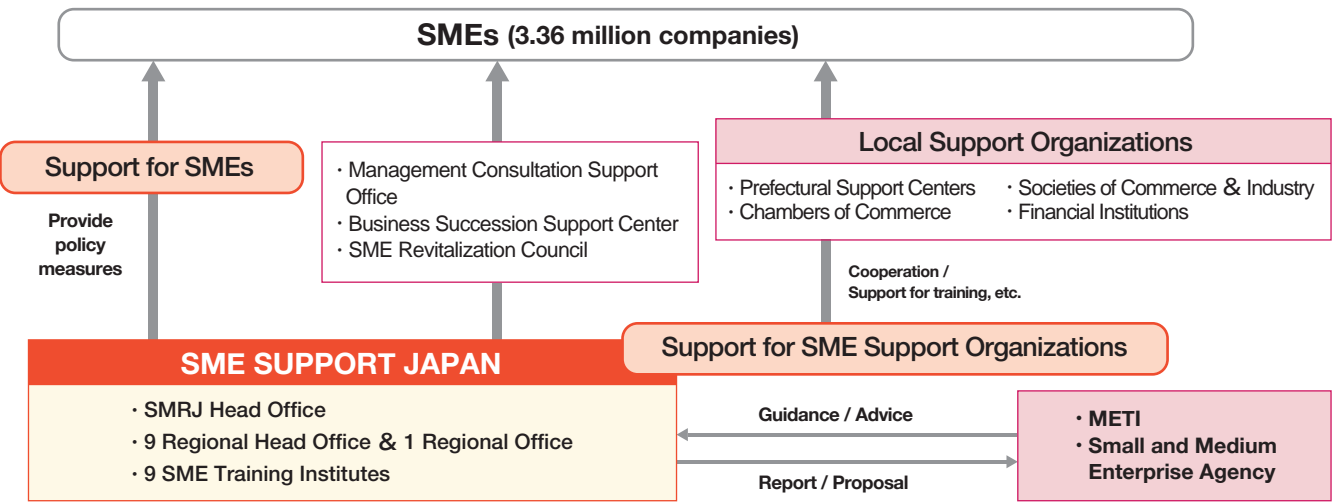 SMEs (3.36 million companies)
Support for SMEs
Provide
policy
measures
· Management Consultation Support
Office
· Business Succession Support Center
· SME Revitalization Council
Local Support Organizations
· Prefectural Support Centers
· Chambers of Commerce
· Societies of Commerce & Industry
· Financial Institutions
Cooperation /
Support for training, etc.
Support for SME Support Organizations
SME SUPPORT JAPAN
· SMRJ Head Office
· 9 Regional Head Office & 1 Regional Office
· 9 SME Training Institutes
Guidance / Advice
Report / Proposal
· METI
· Small and Medium
Enterprise Agency